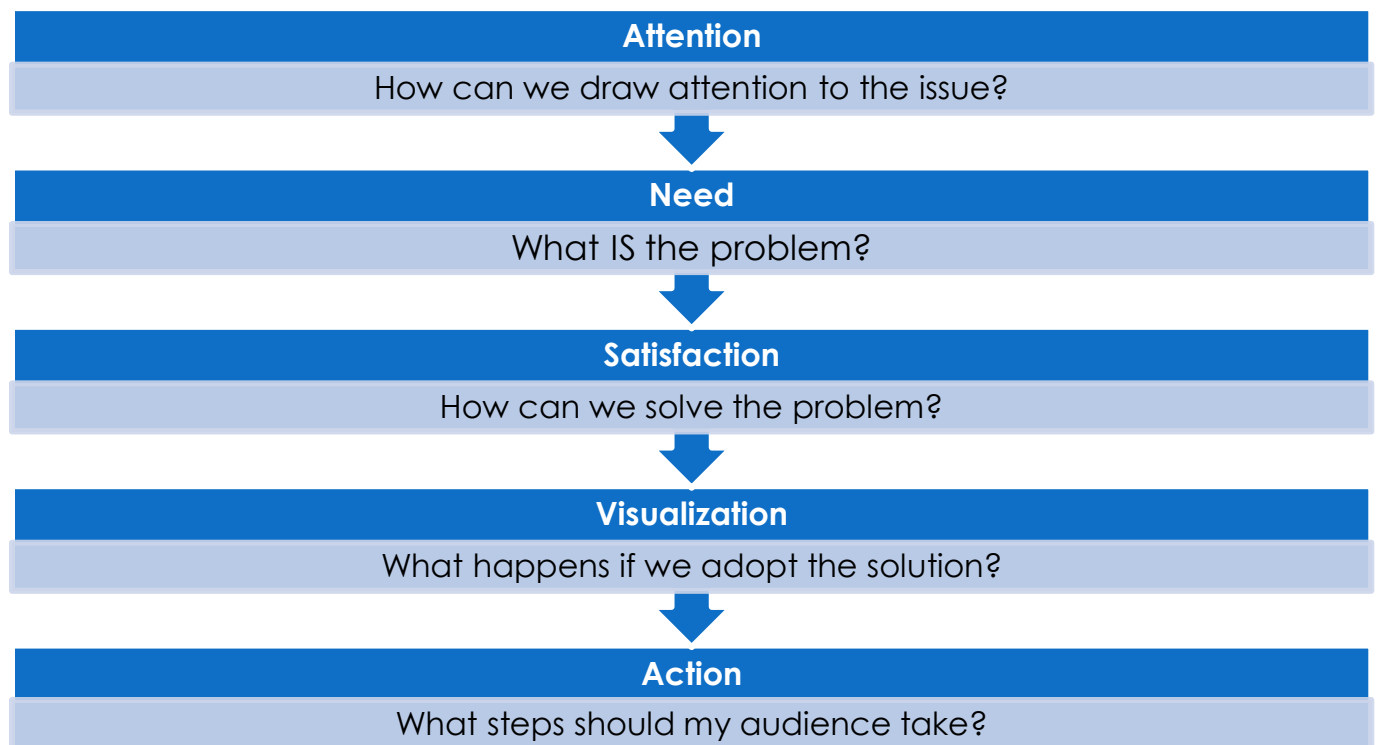 Attention
How can we draw attention to the issue?
Need
What IS the problem?
Satisfaction
How can we solve the problem?
Visualization
What happens if we adopt the solution?
Action
What steps should my audience take?